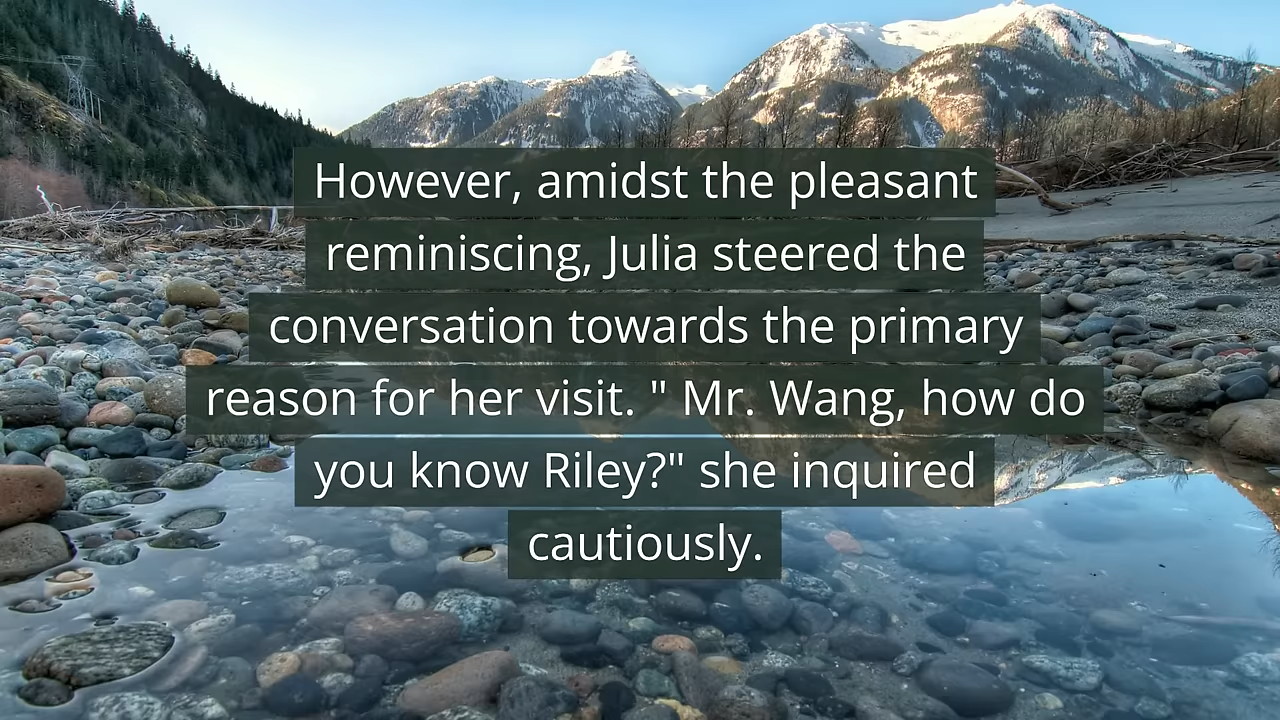 However, amidst the pleasant
reminiscing, Julia steered the
conversation towards the primary
reason for her visit. " Mr. Wang, how do
you know Riley?" she inquired
cautiously.